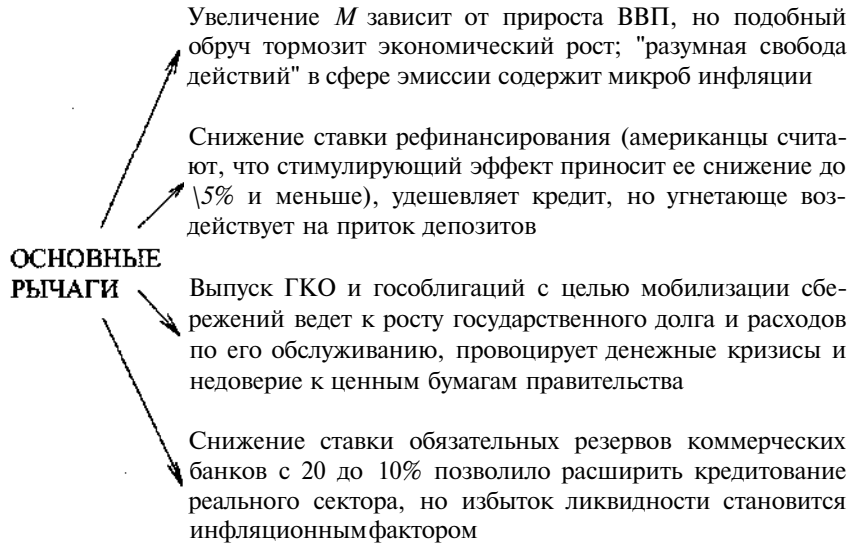 Увеличение M зависит от прироста ВВП, но подобный
обруч тормозит экономический рост; "разумная свобода
действий" в сфере эмиссии содержит микроб инфляции
Снижение ставки рефинансирования (американцы счита-
ют, что стимулирующий эффект приносит ее снижение до
\5% и меньше), удешевляет кредит, но угнетающе воз-
действует на приток депозитов
ОСНОВНЫЕ
РЫЧАГИ
Выпуск ГКО и гособлигаций с целью мобилизации сбе-
режений ведет к росту государственного долга и расходов
по его обслуживанию, провоцирует денежные кризисы и
недоверие к ценным бумагам правительства
Снижение ставки обязательных резервов коммерческих
банков с 20 до 10% позволило расширить кредитование
реального сектора, но избыток ликвидности становится
инфляционным фактором